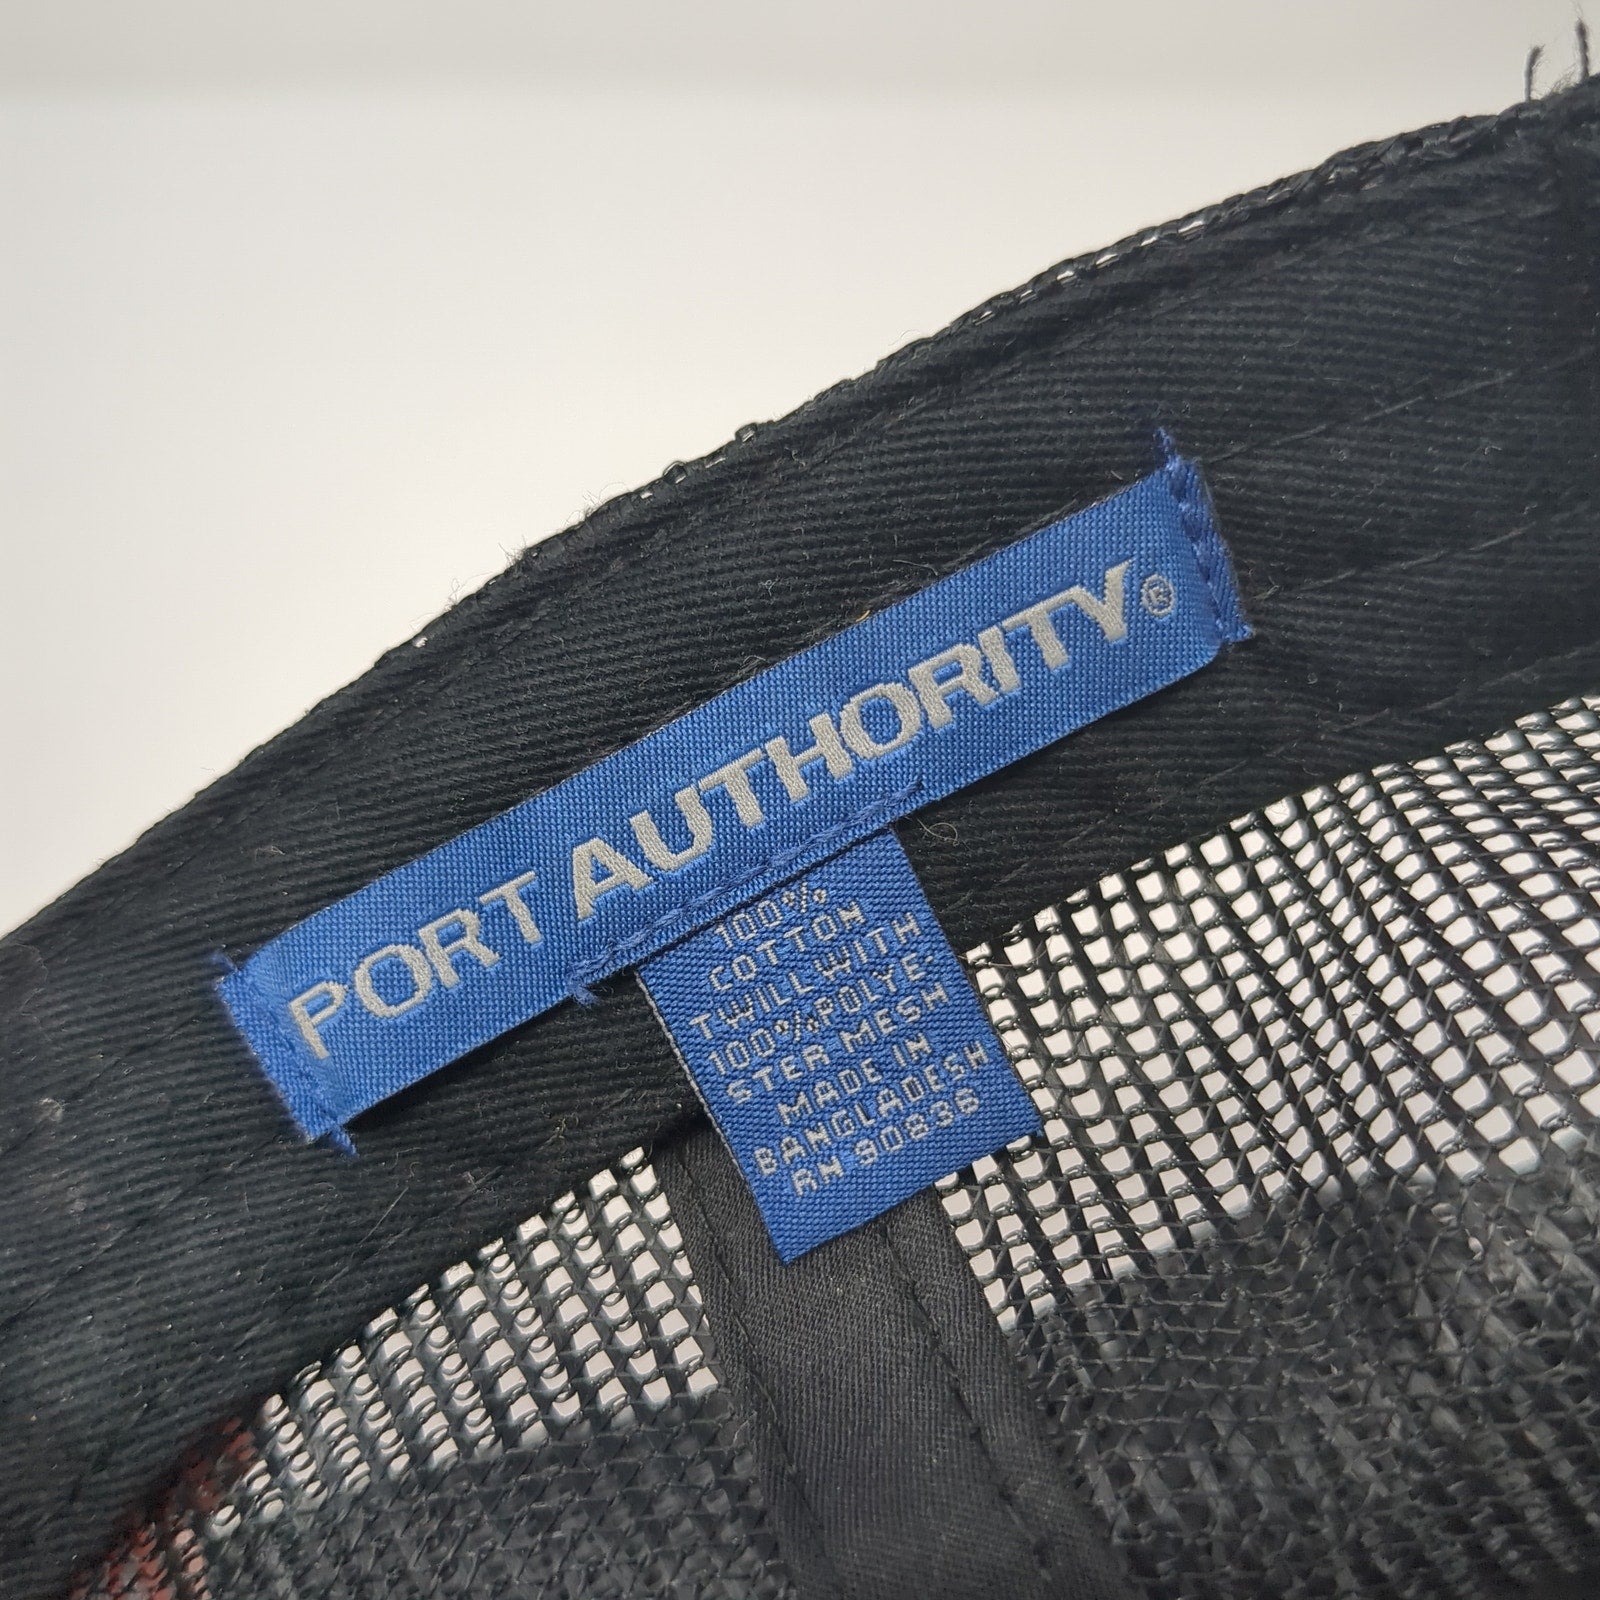 PORT AUTHORITY®
100%
COTTON
TWILL WITH
100% POLYE-
STER MESH
MADE IN
BANGLADESH
RN 90836